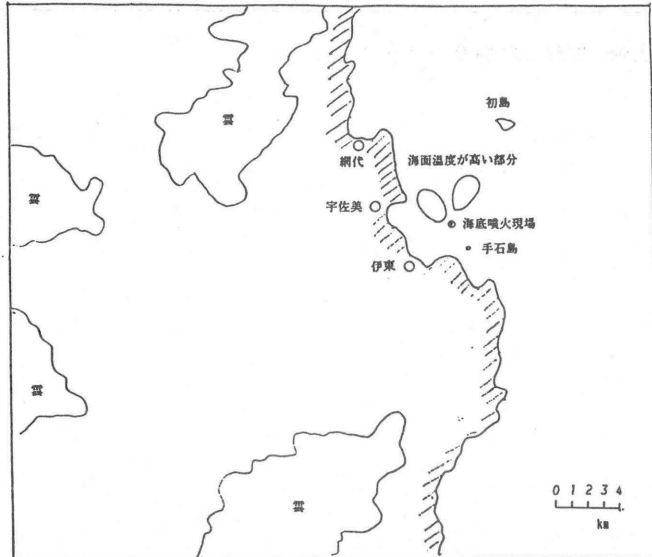 初島
雲
網代
海面温度が高い部分
雲
宇佐美
海底噴火現場
手石島
伊東
雲
雲
0 1 2 3 4
km